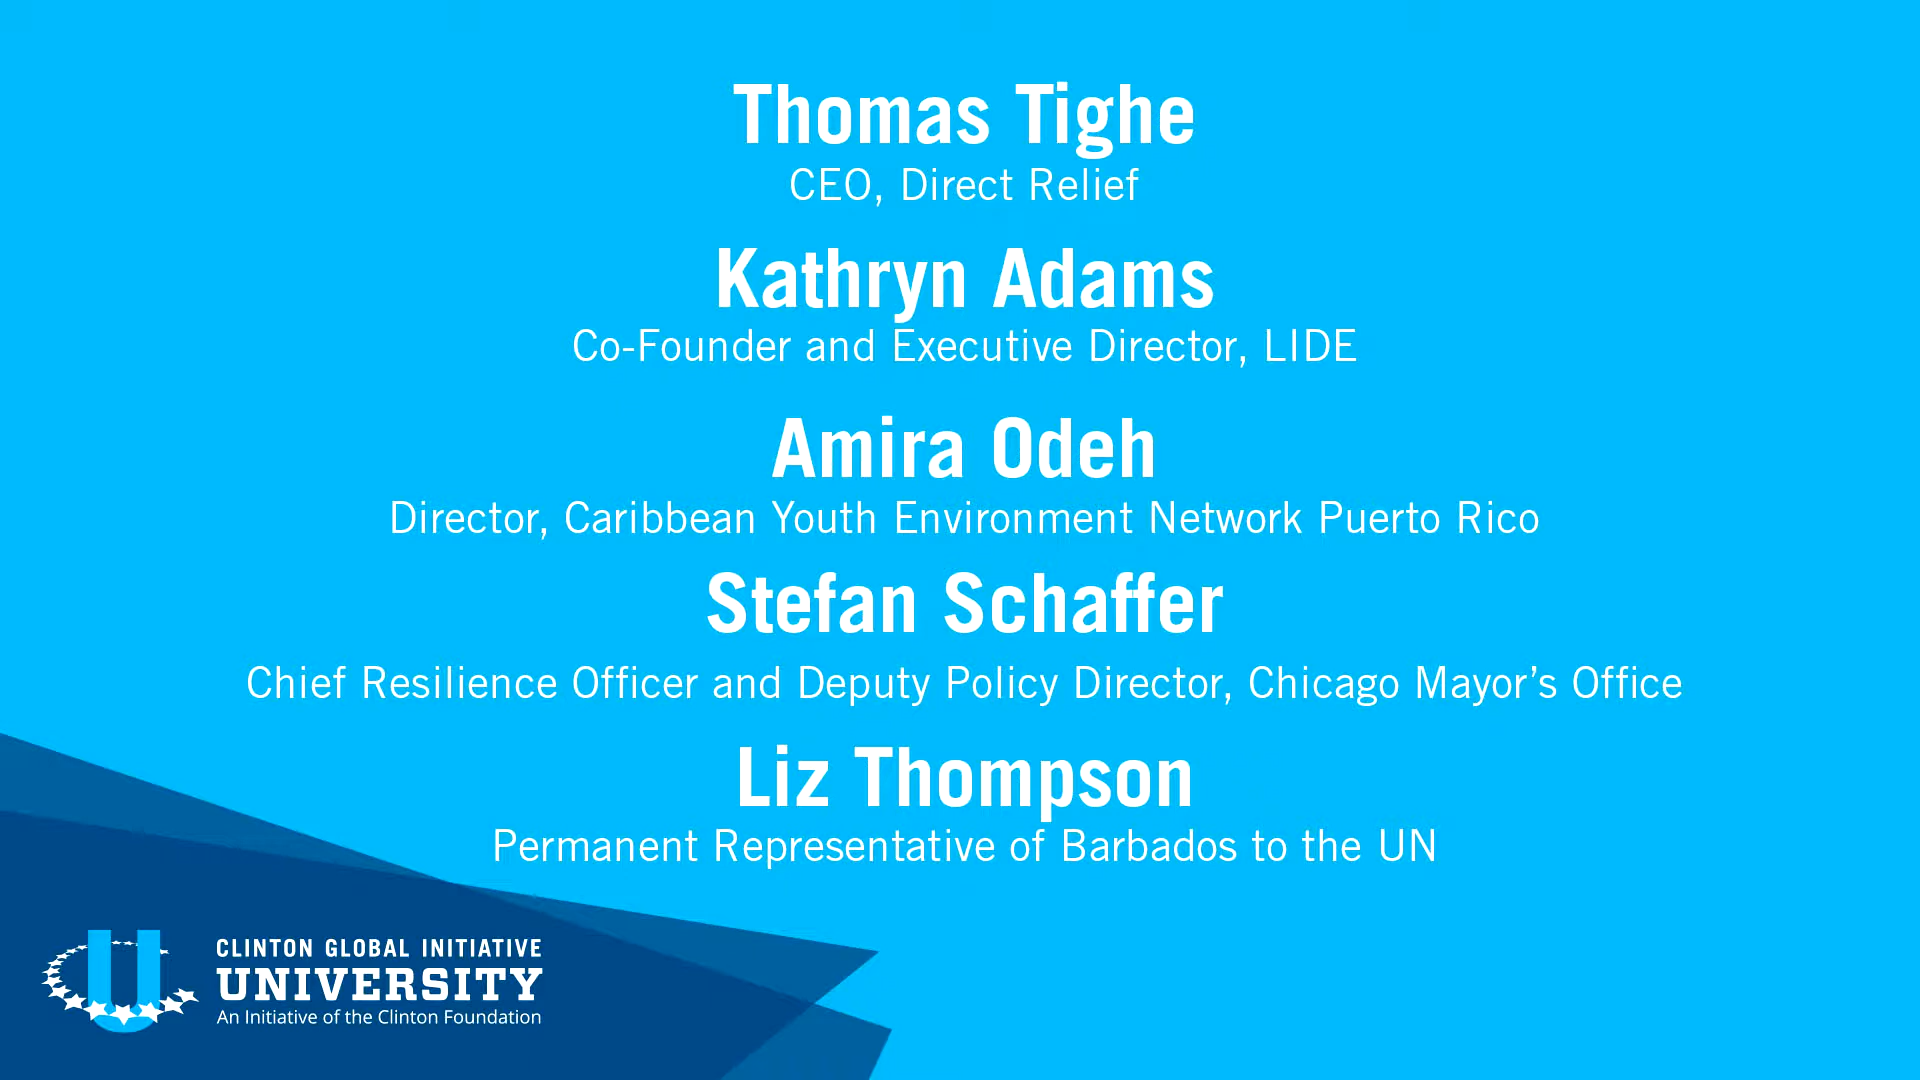 Thomas Tighe
CEO, Direct Relief
Kathryn Adams
Co-Founder and Executive Director, LIDE
Amira Odeh
Director, Caribbean Youth Environment Network Puerto Rico
Stefan Schaffer
Chief Resilience Officer and Deputy Policy Director, Chicago Mayor’s Office
Liz Thompson
Permanent Representative of Barbados to the UN
U
CLINTON GLOBAL INITIATIVE
UNIVERSITY
An Initiative of the Clinton Foundation